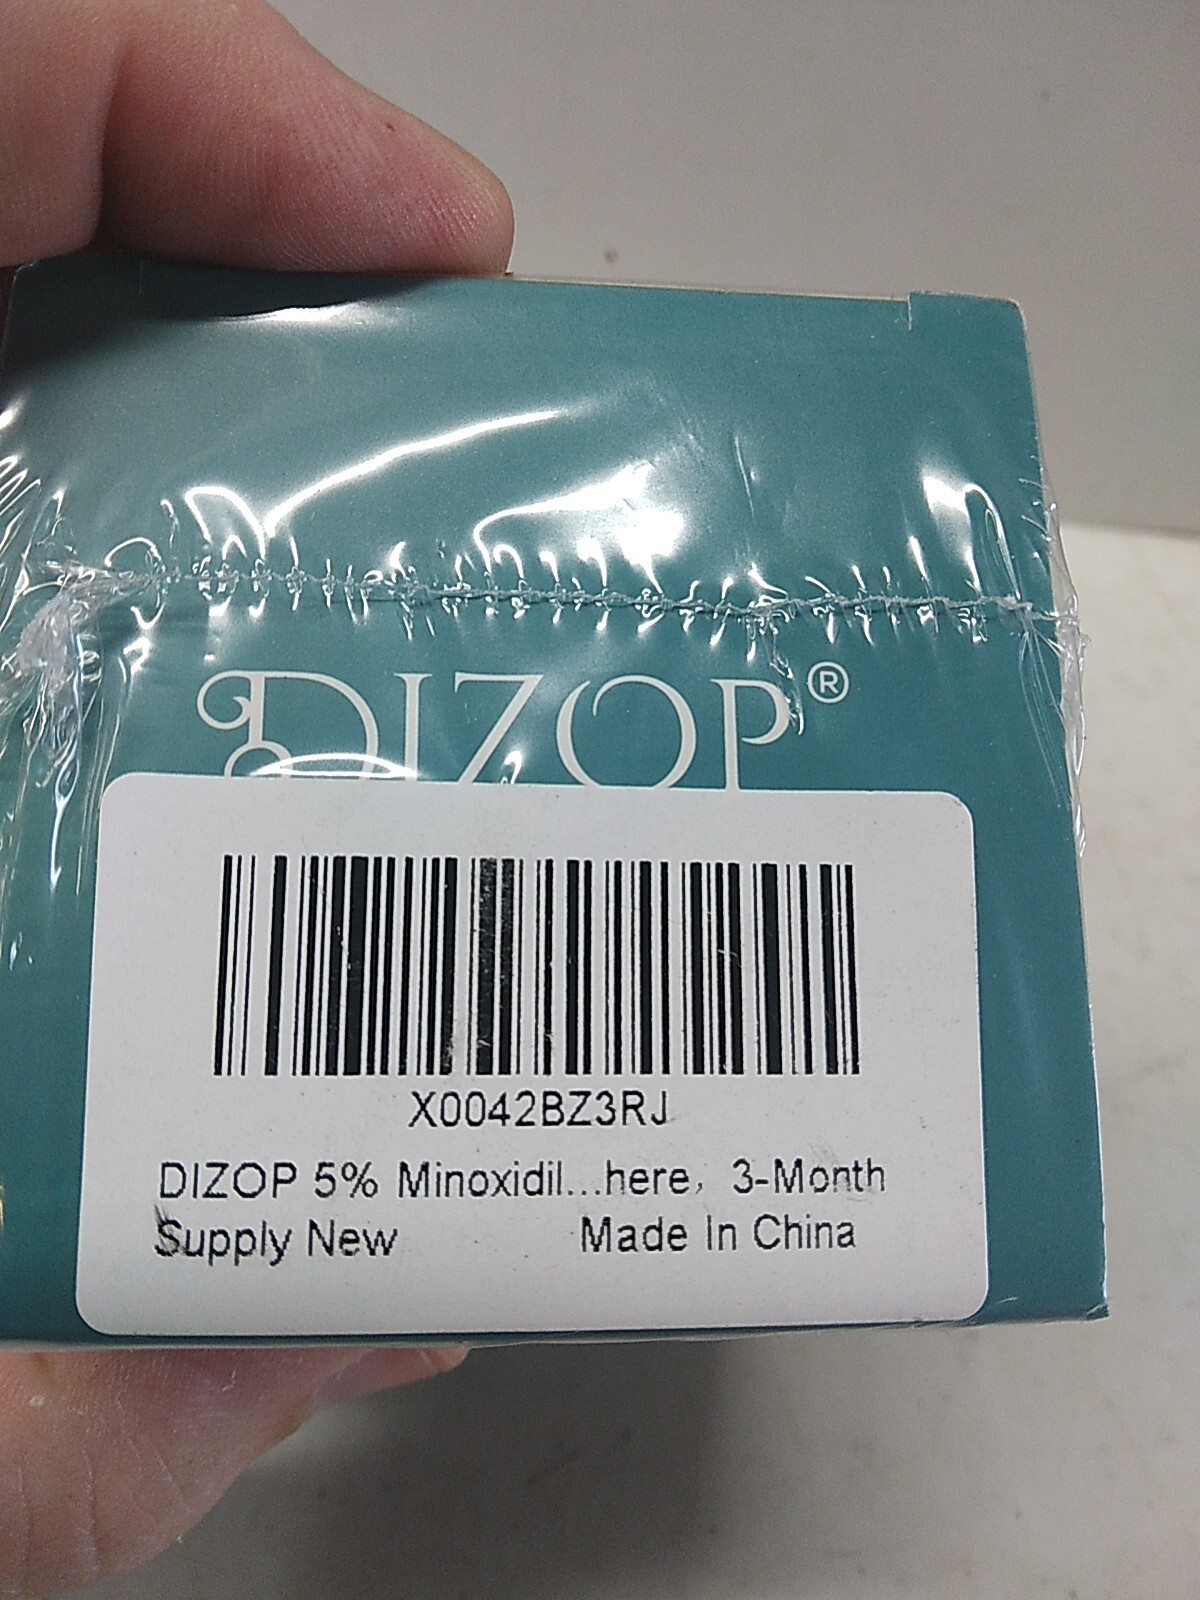 DIZOP®
X0042BZ3RJ
DIZOP 5% Minoxidil...here, 3-Month
Supply New Made In China